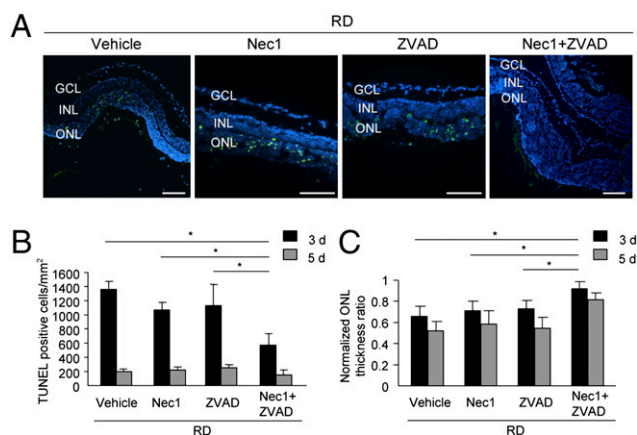 A
RD
Vehicle Nec1 ZVAD Nec1+ZVAD
GCL GCL GCL GCL
INL INL INL INL
ONL ONL ONL ONL
B
* 3 d
* 5 d
*
TUNEL positive cells/mm²
1600
1400
1200
1000
800
600
400
200
0
Vehicle Nec1 ZVAD Nec1+
ZVAD
RD
C
* 3 d
* 5 d
*
Normalized ONL
thickness ratio
1
0.8
0.6
0.4
0.2
0
Vehicle Nec1 ZVAD Nec1+
ZVAD
RD